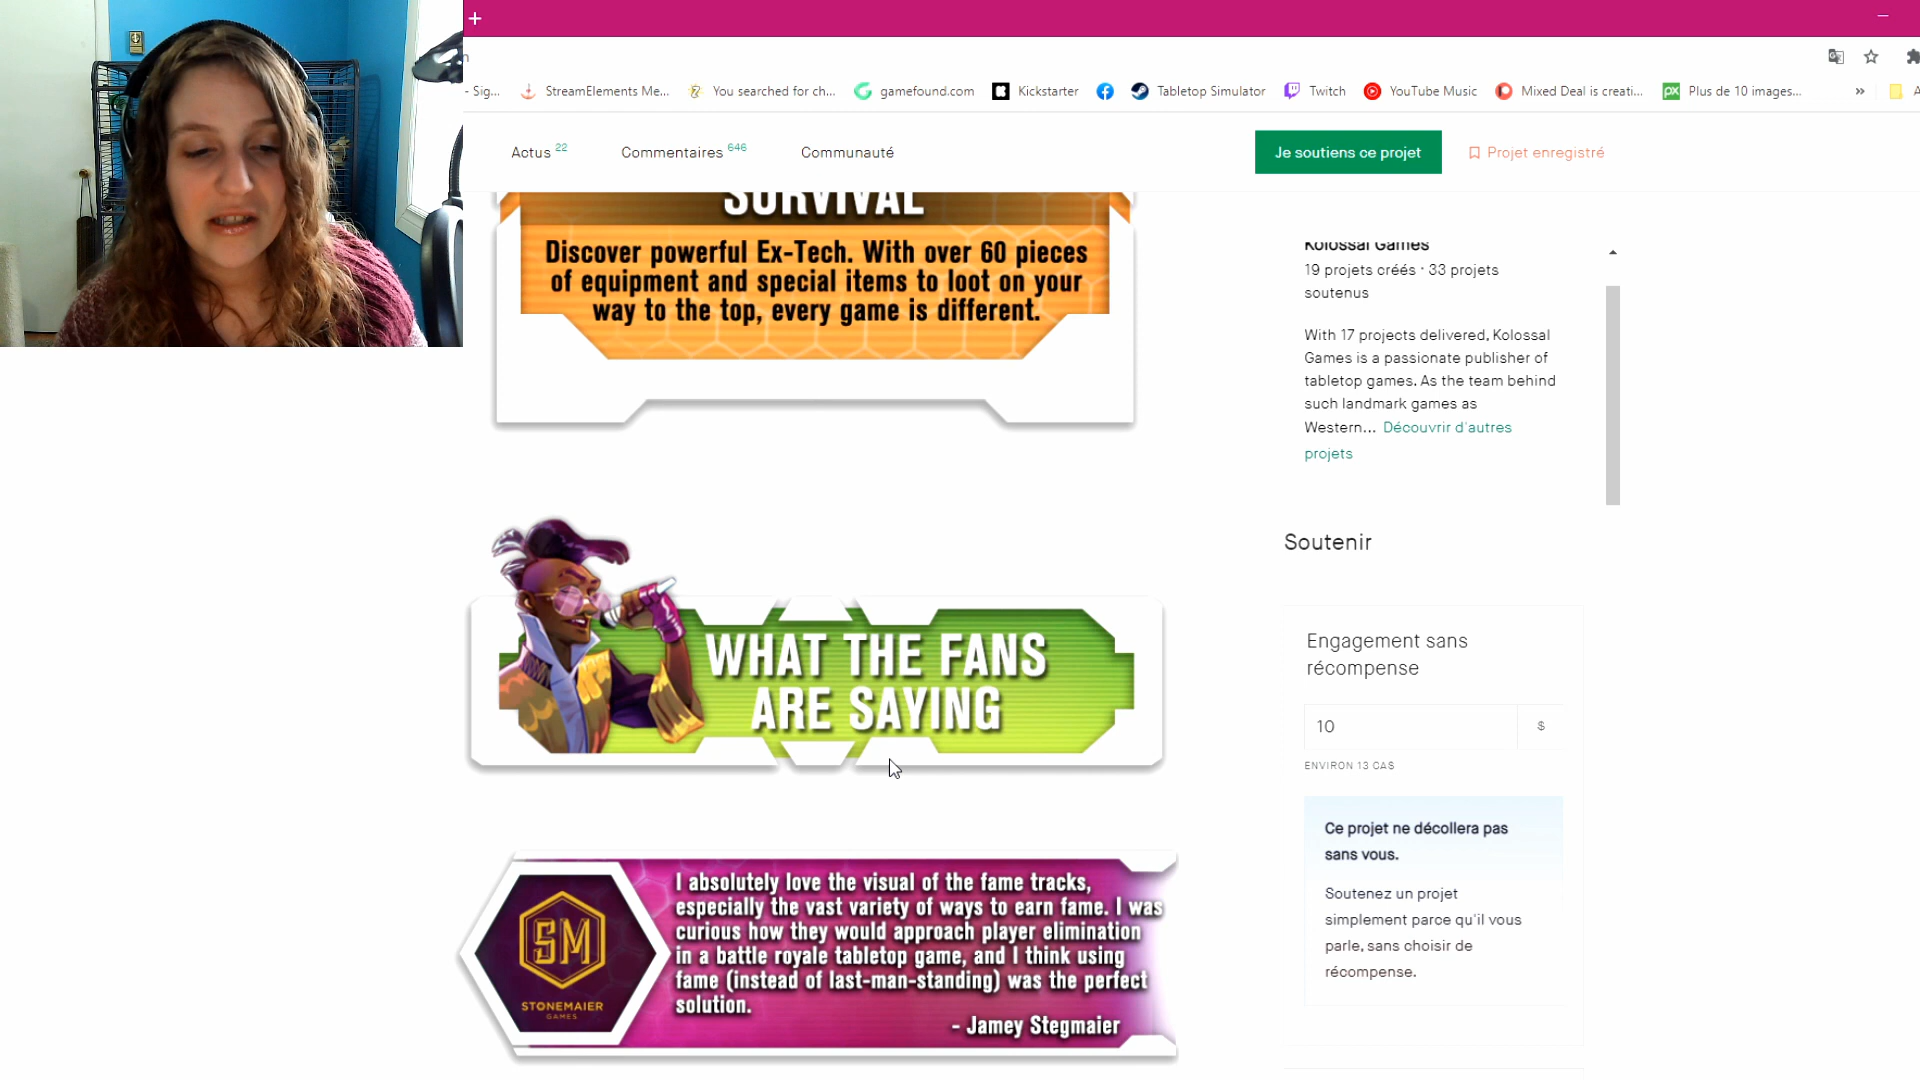 - Sig...
StreamElements Me...
You searched for ch...
gamefound.com
Kickstarter
Tabletop Simulator
Twitch
YouTube Music
Mixed Deal is creati...
Plus de 10 images...
»
Actus 22
Commentaires 646
Communauté
Je soutiens ce projet
Projet enregistré
SURVIVAL
Discover powerful Ex-Tech. With over 60 pieces
of equipment and special items to loot on your
way to the top, every game is different.
Kolossal Games
19 projets créés · 33 projets
soutenus
With 17 projects delivered, Kolossal
Games is a passionate publisher of
tabletop games. As the team behind
such landmark games as
Western... Découvrir d'autres
projets
WHAT THE FANS
ARE SAYING
Soutenir
Engagement sans
récompense
10 $
ENVIRON 13 CA$
Ce projet ne décollera pas
sans vous.
Soutenez un projet
simplement parce qu'il vous
parle, sans choisir de
récompense.
SM
STONEMAIER
GAMES
I absolutely love the visual of the fame tracks,
especially the vast variety of ways to earn fame. I was
curious how they would approach player elimination
in a battle royale tabletop game, and I think using
fame (instead of last-man-standing) was the perfect
solution.
- Jamey Stegmaier